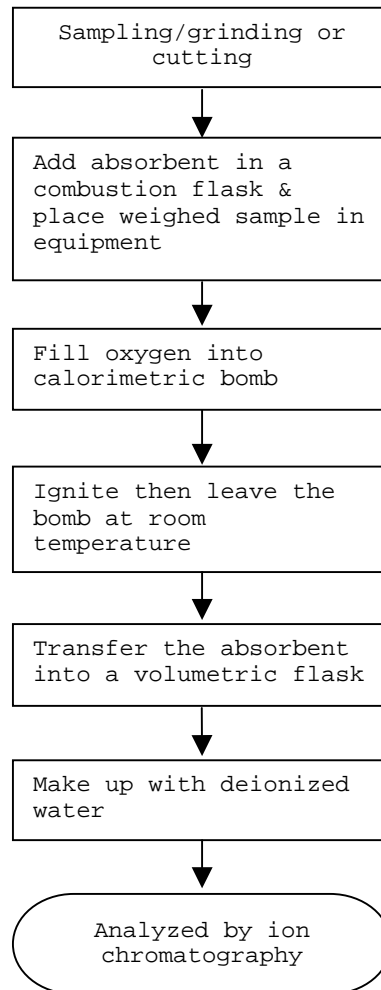 Sampling/grinding or
cutting
Add absorbent in a
combustion flask &
place weighed sample in
equipment
Fill oxygen into
calorimetric bomb
Ignite then leave the
bomb at room
temperature
Transfer the absorbent
into a volumetric flask
Make up with deionized
water
Analyzed by ion
chromatography